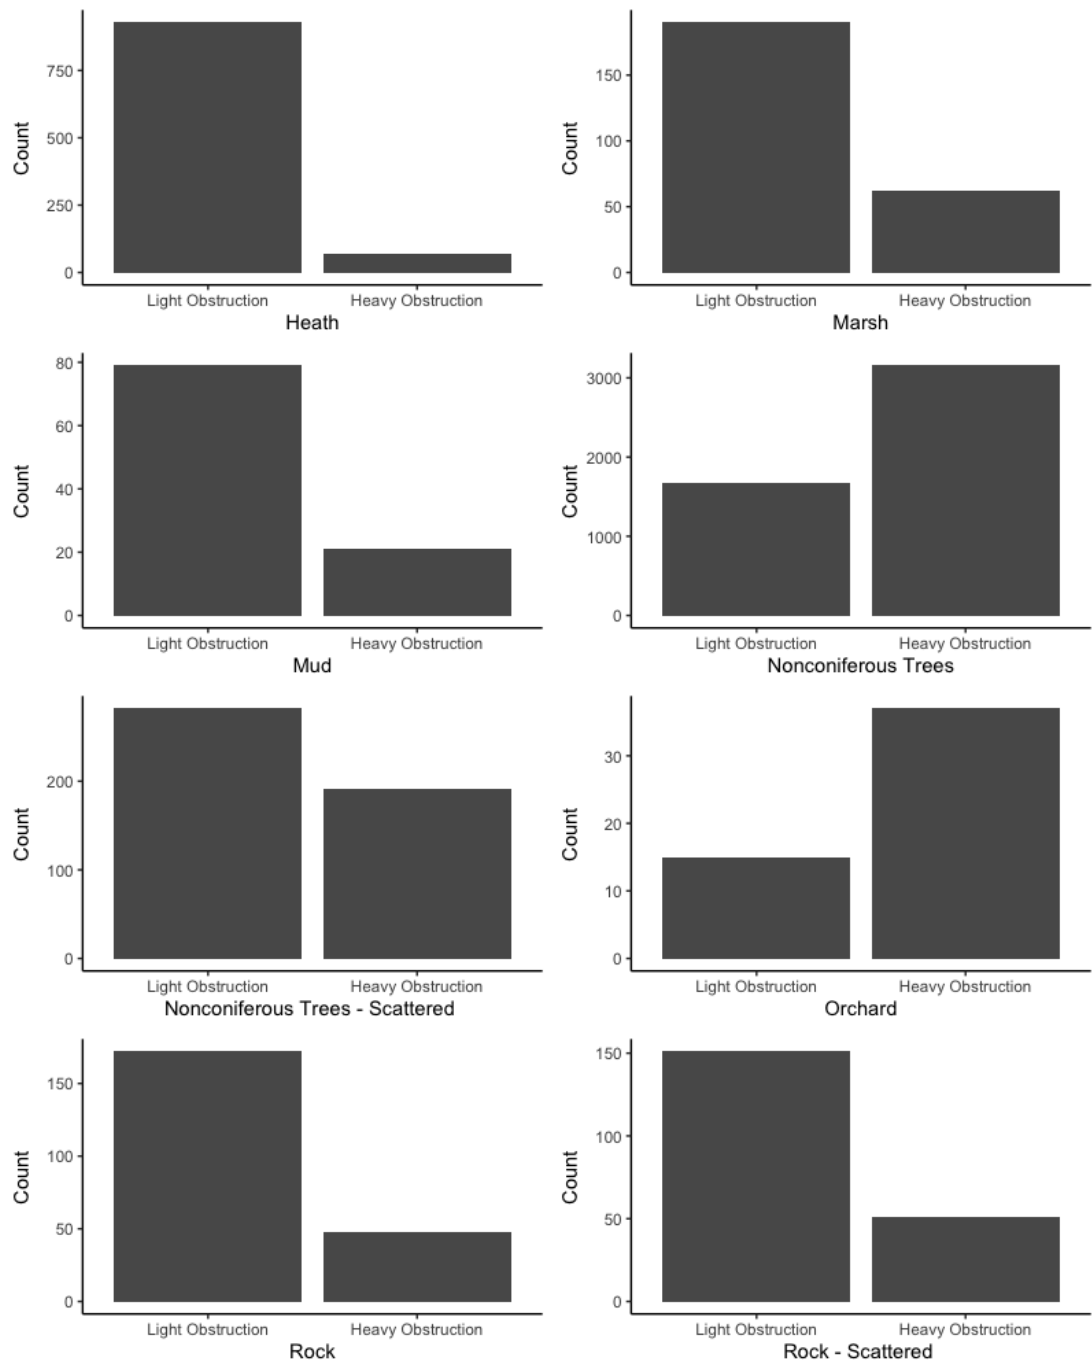 Count
750
500
250
0
Light Obstruction Heavy Obstruction
Heath
Count
150
100
50
0
Light Obstruction Heavy Obstruction
Marsh
Count
80
60
40
20
0
Light Obstruction Heavy Obstruction
Mud
Count
3000
2000
1000
0
Light Obstruction Heavy Obstruction
Nonconiferous Trees
Count
200
100
0
Light Obstruction Heavy Obstruction
Nonconiferous Trees - Scattered
Count
30
20
10
0
Light Obstruction Heavy Obstruction
Orchard
Count
150
100
50
0
Light Obstruction Heavy Obstruction
Rock
Count
150
100
50
0
Light Obstruction Heavy Obstruction
Rock - Scattered